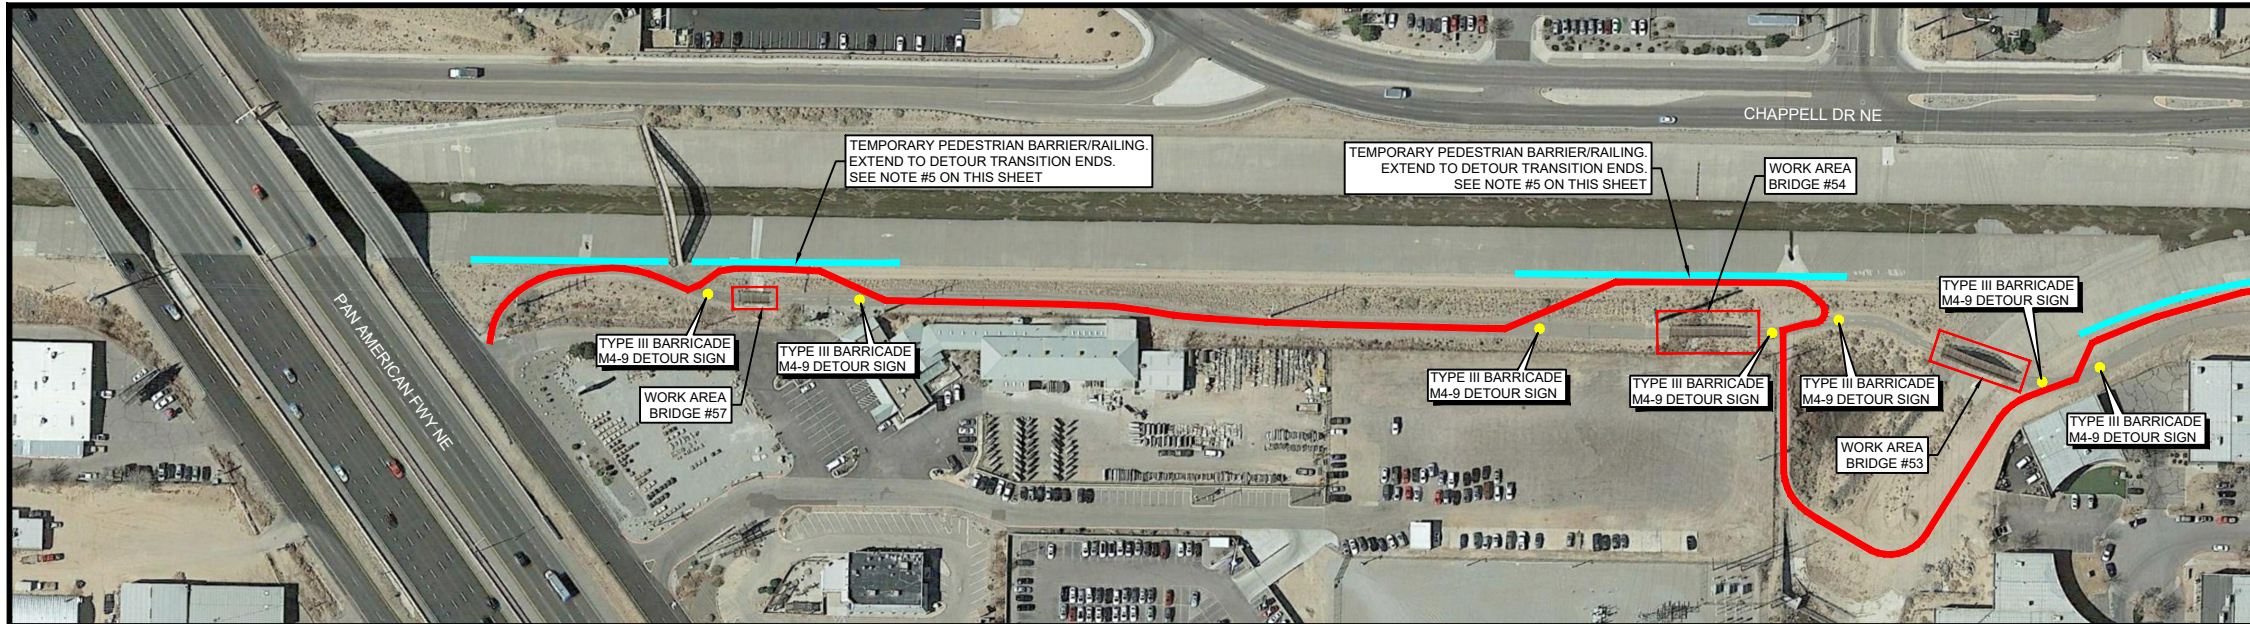 CHAPPELL DR NE
TEMPORARY PEDESTRIAN BARRIER/RAILING.
EXTEND TO DETOUR TRANSITION ENDS.
SEE NOTE #5 ON THIS SHEET
TEMPORARY PEDESTRIAN BARRIER/RAILING.
EXTEND TO DETOUR TRANSITION ENDS.
SEE NOTE #5 ON THIS SHEET
WORK AREA
BRIDGE #54
PAN AMERICAN FWY NE
TYPE III BARRICADE
M4-9 DETOUR SIGN
WORK AREA
BRIDGE #57
TYPE III BARRICADE
M4-9 DETOUR SIGN
TYPE III BARRICADE
M4-9 DETOUR SIGN
TYPE III BARRICADE
M4-9 DETOUR SIGN
TYPE III BARRICADE
M4-9 DETOUR SIGN
TYPE III BARRICADE
M4-9 DETOUR SIGN
WORK AREA
BRIDGE #53
TYPE III BARRICADE
M4-9 DETOUR SIGN